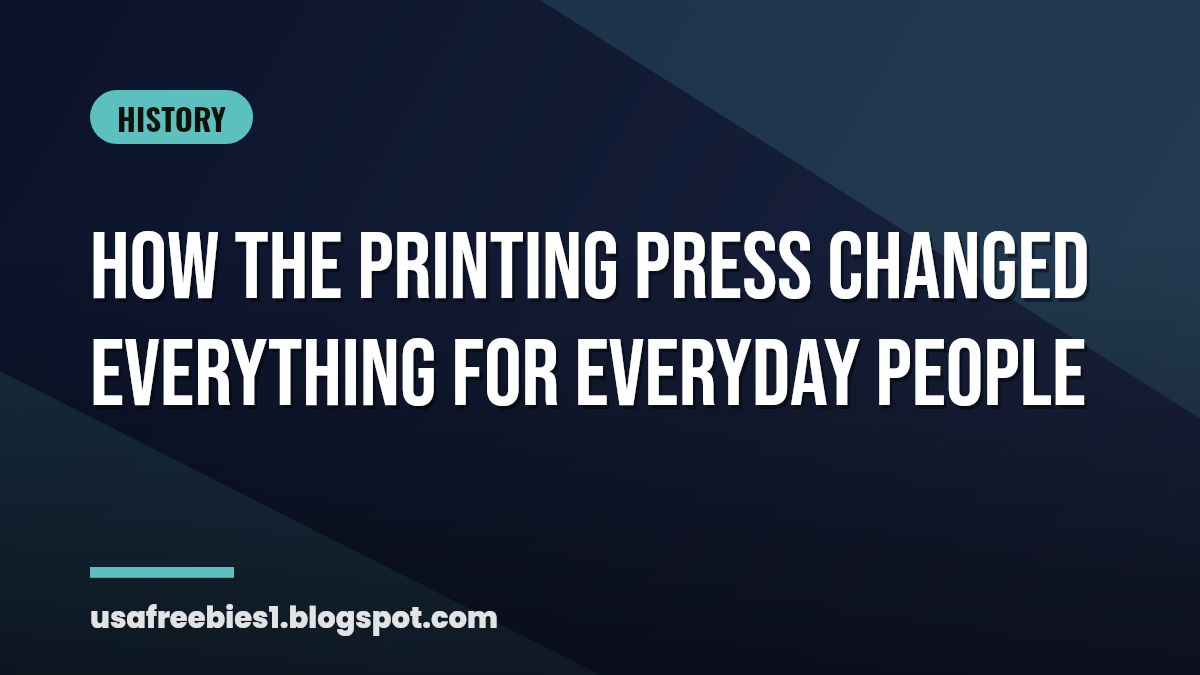 HISTORY
HOW THE PRINTING PRESS CHANGED
EVERYTHING FOR EVERYDAY PEOPLE
usafreebies1.blogspot.com